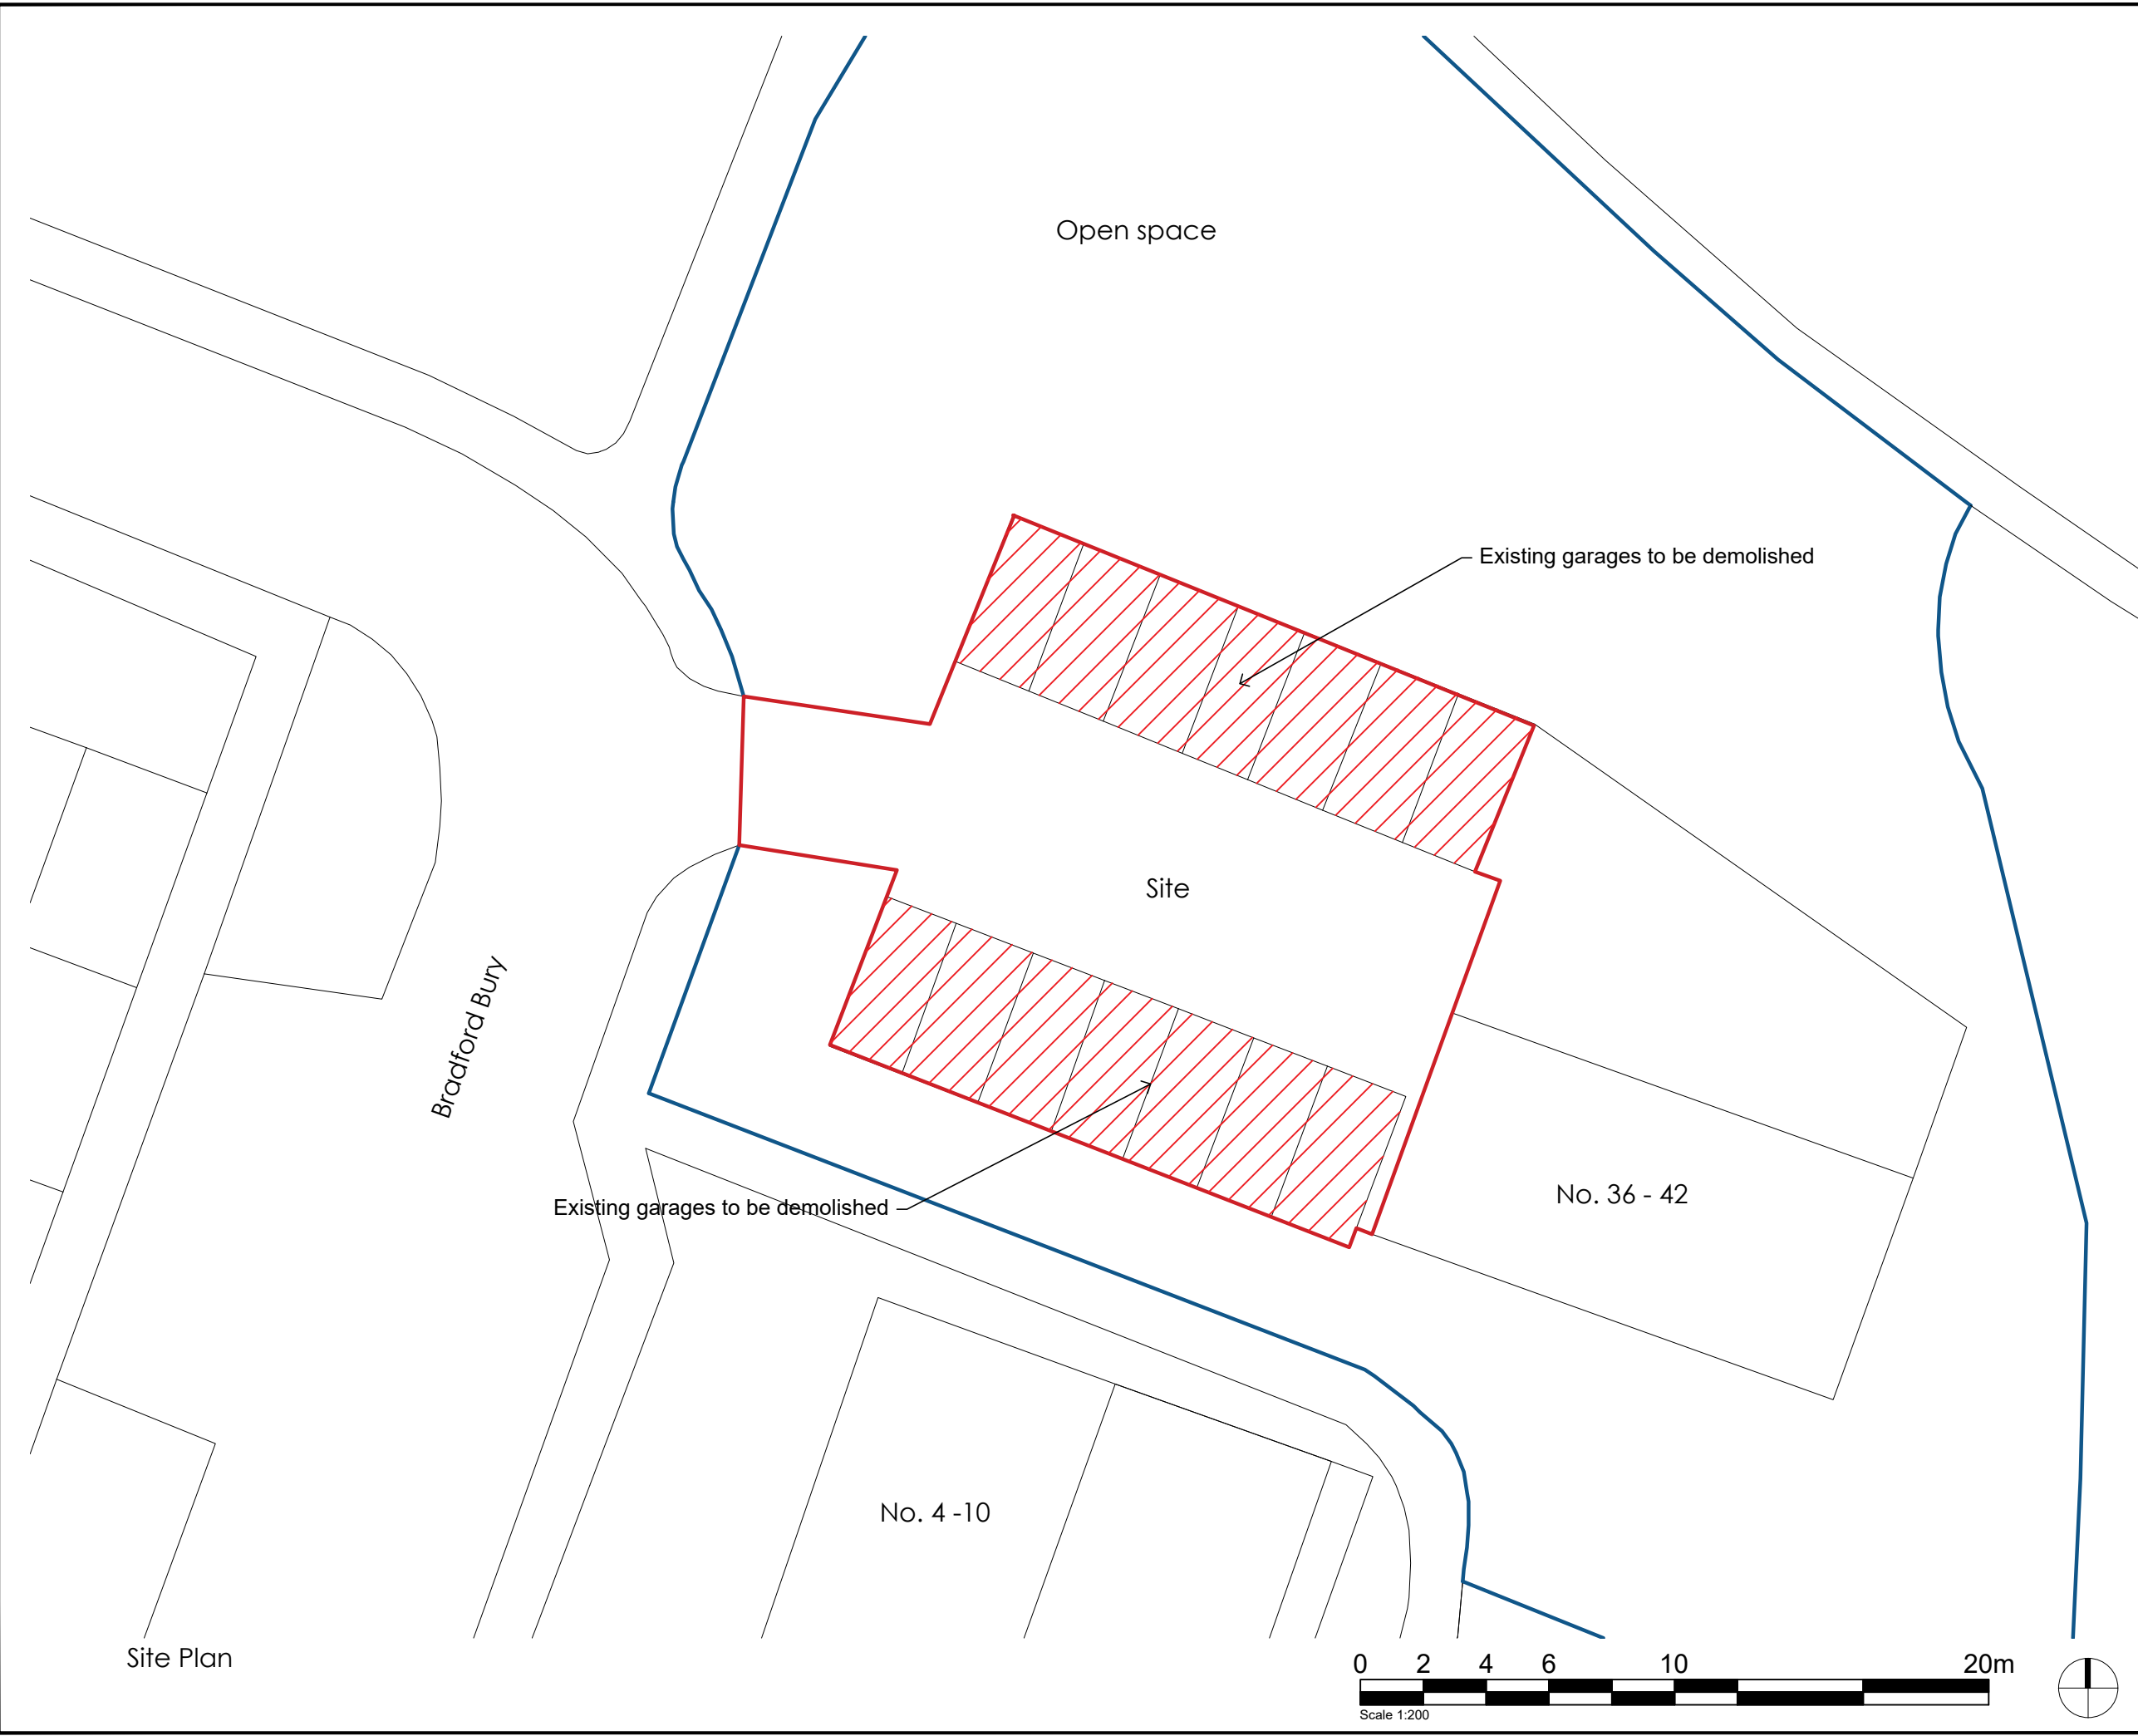 Open space
Existing garages to be demolished
Site
Bradford Bury
Existing garages to be demolished
No. 36 - 42
No. 4 -10
Site Plan
0 2 4 6 10 20m
Scale 1:200